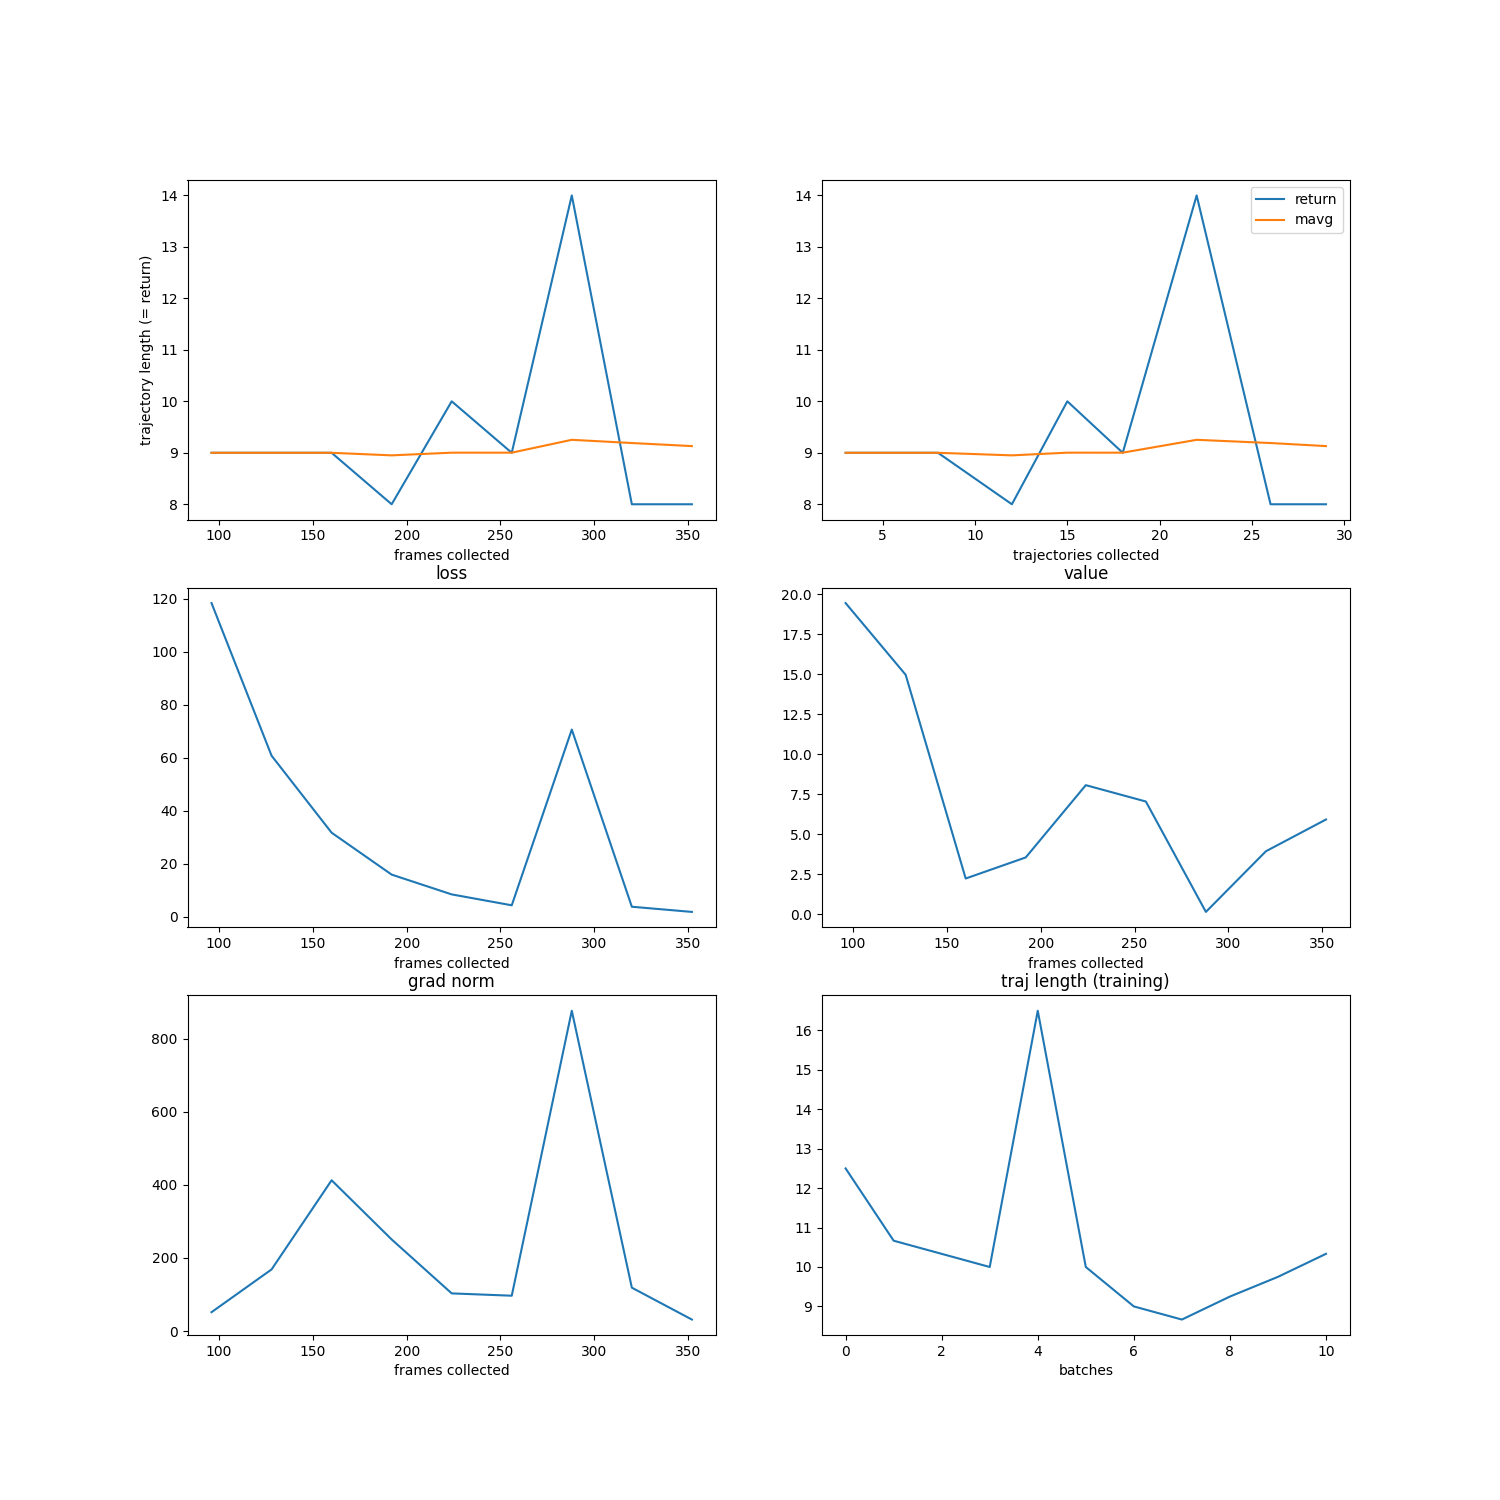 14
13
12
11
10
9
8
trajectory length (= return)
100 150 200 250 300 350
frames collected
14
13
12
11
10
9
8
return
mavg
5 10 15 20 25 30
trajectories collected
loss
120
100
80
60
40
20
0
100 150 200 250 300 350
frames collected
value
20.0
17.5
15.0
12.5
10.0
7.5
5.0
2.5
0.0
100 150 200 250 300 350
frames collected
grad norm
800
600
400
200
0
100 150 200 250 300 350
frames collected
traj length (training)
16
15
14
13
12
11
10
9
0 2 4 6 8 10
batches